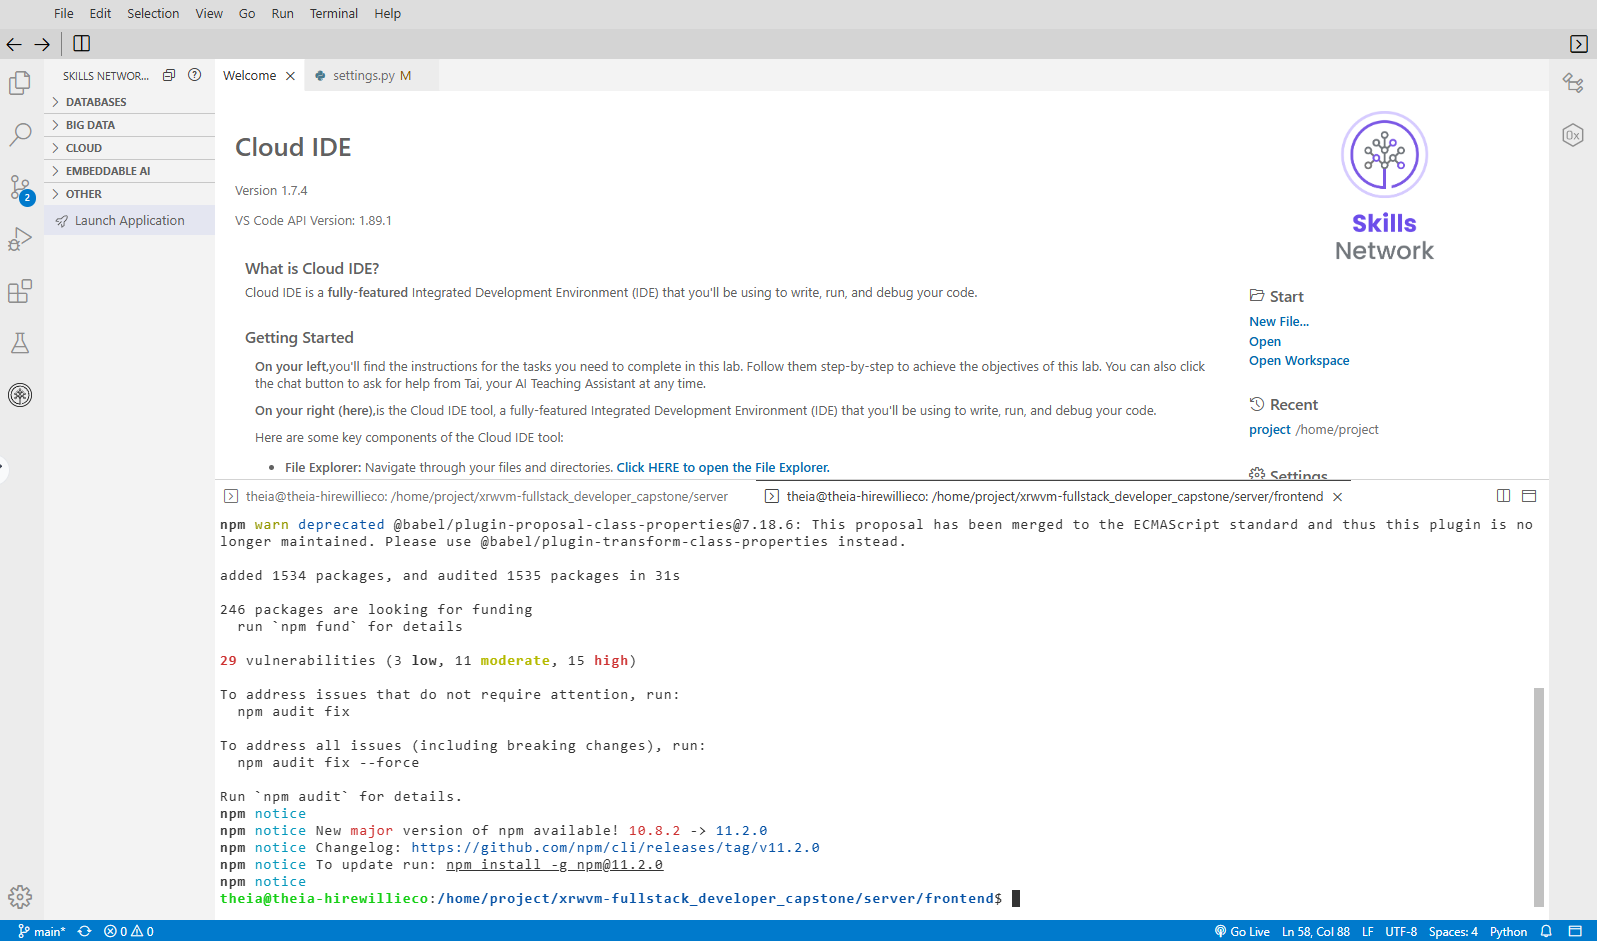 File Edit Selection View Go Run Terminal Help
SKILLS NETWOR...
DATABASES
BIG DATA
CLOUD
EMBEDDABLE AI
OTHER
Launch Application
2
Welcome
settings.py M
Cloud IDE
Version 1.7.4
VS Code API Version: 1.89.1
What is Cloud IDE?
Cloud IDE is a fully-featured Integrated Development Environment (IDE) that you'll be using to write, run, and debug your code.
Getting Started
On your left,you'll find the instructions for the tasks you need to complete in this lab. Follow them step-by-step to achieve the objectives of this lab. You can also click
the chat button to ask for help from Tai, your AI Teaching Assistant at any time.
On your right (here),is the Cloud IDE tool, a fully-featured Integrated Development Environment (IDE) that you'll be using to write, run, and debug your code.
Here are some key components of the Cloud IDE tool:
• File Explorer: Navigate through your files and directories. Click HERE to open the File Explorer.
Skills
Network
Start
New File...
Open
Open Workspace
Recent
project /home/project
Settings
0x
theia@theia-hirewillieco: /home/project/xrwvm-fullstack_developer_capstone/server
theia@theia-hirewillieco: /home/project/xrwvm-fullstack_developer_capstone/server/frontend
npm warn deprecated @babel/plugin-proposal-class-properties@7.18.6: This proposal has been merged to the ECMAScript standard and thus this plugin is no
longer maintained. Please use @babel/plugin-transform-class-properties instead.
added 1534 packages, and audited 1535 packages in 31s
246 packages are looking for funding
run `npm fund` for details
29 vulnerabilities (3 low, 11 moderate, 15 high)
To address issues that do not require attention, run:
npm audit fix
To address all issues (including breaking changes), run:
npm audit fix --force
Run `npm audit` for details.
npm notice
npm notice New major version of npm available! 10.8.2 -> 11.2.0
npm notice Changelog: https://github.com/npm/cli/releases/tag/v11.2.0
npm notice To update run: npm install -g npm@11.2.0
npm notice
theia@theia-hirewillieco:/home/project/xrwvm-fullstack_developer_capstone/server/frontend$
main* 0 0 Go Live Ln 58, Col 88 LF UTF-8 Spaces: 4 Python